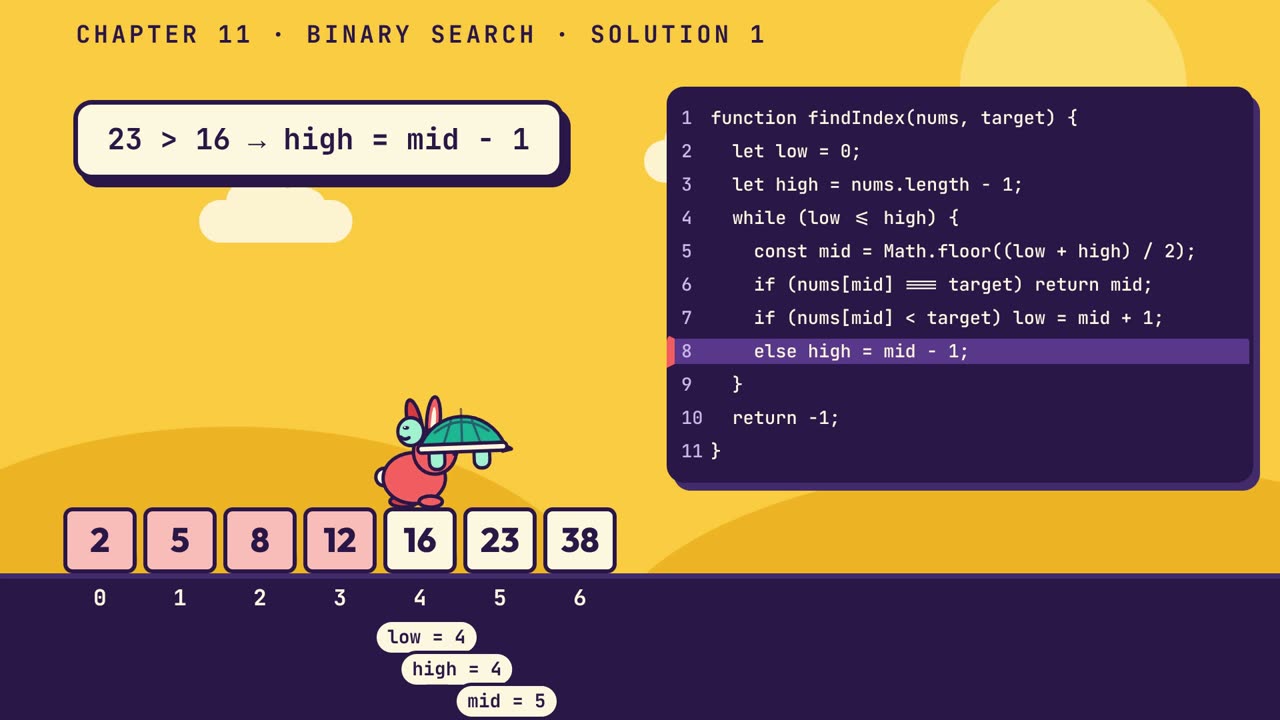 CHAPTER 11 · BINARY SEARCH · SOLUTION 1
23 > 16 → high = mid - 1
1 function findIndex(nums, target) {
2 let low = 0;
3 let high = nums.length - 1;
4 while (low <= high) {
5 const mid = Math.floor((low + high) / 2);
6 if (nums[mid] === target) return mid;
7 if (nums[mid] < target) low = mid + 1;
8 else high = mid - 1;
9 }
10 return -1;
11 }
2 5 8 12 16 23 38
0 1 2 3 4 5 6
low = 4
high = 4
mid = 5